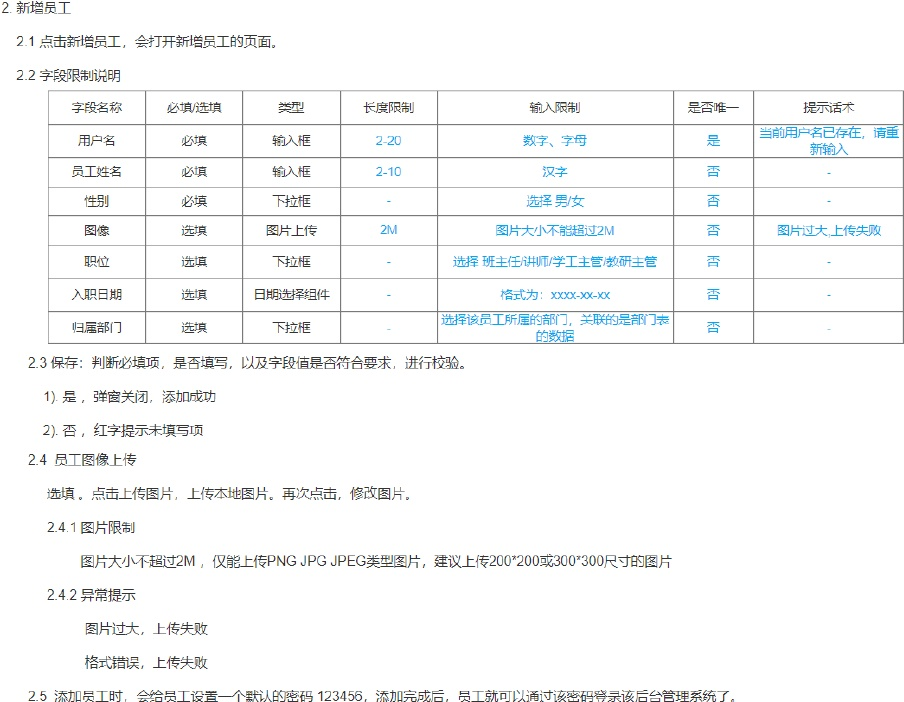 2. 新增员工
2.1 点击新增员工，会打开新增员工的页面。
2.2 字段限制说明
字段名称 必填/选填 类型 长度限制 输入限制 是否唯一 提示话术
用户名 必填 输入框 2-20 数字、字母 是 当前用户名已存在，请重新输入
员工姓名 必填 输入框 2-10 汉字 否 -
性别 必填 下拉框 - 选择 男/女 否 -
图像 选填 图片上传 2M 图片大小不能超过2M 否 图片过大,上传失败
职位 选填 下拉框 - 选择 班主任/讲师/学工主管/教研主管 否 -
入职日期 选填 日期选择组件 - 格式为：xxxx-xx-xx 否 -
归属部门 选填 下拉框 - 选择该员工所属的部门，关联的是部门表的数据 否 -
2.3 保存：判断必填项，是否填写，以及字段值是否符合要求，进行校验。
1). 是 ，弹窗关闭，添加成功
2). 否 ，红字提示未填写项
2.4 员工图像上传
选填 。点击上传图片，上传本地图片。再次点击，修改图片。
2.4.1 图片限制
图片大小不超过2M ，仅能上传PNG JPG JPEG类型图片，建议上传200*200或300*300尺寸的图片
2.4.2 异常提示
图片过大，上传失败
格式错误，上传失败
2.5 添加员工时，会给员工设置一个默认的密码 123456，添加完成后，员工就可以通过该密码登录该后台管理系统了。